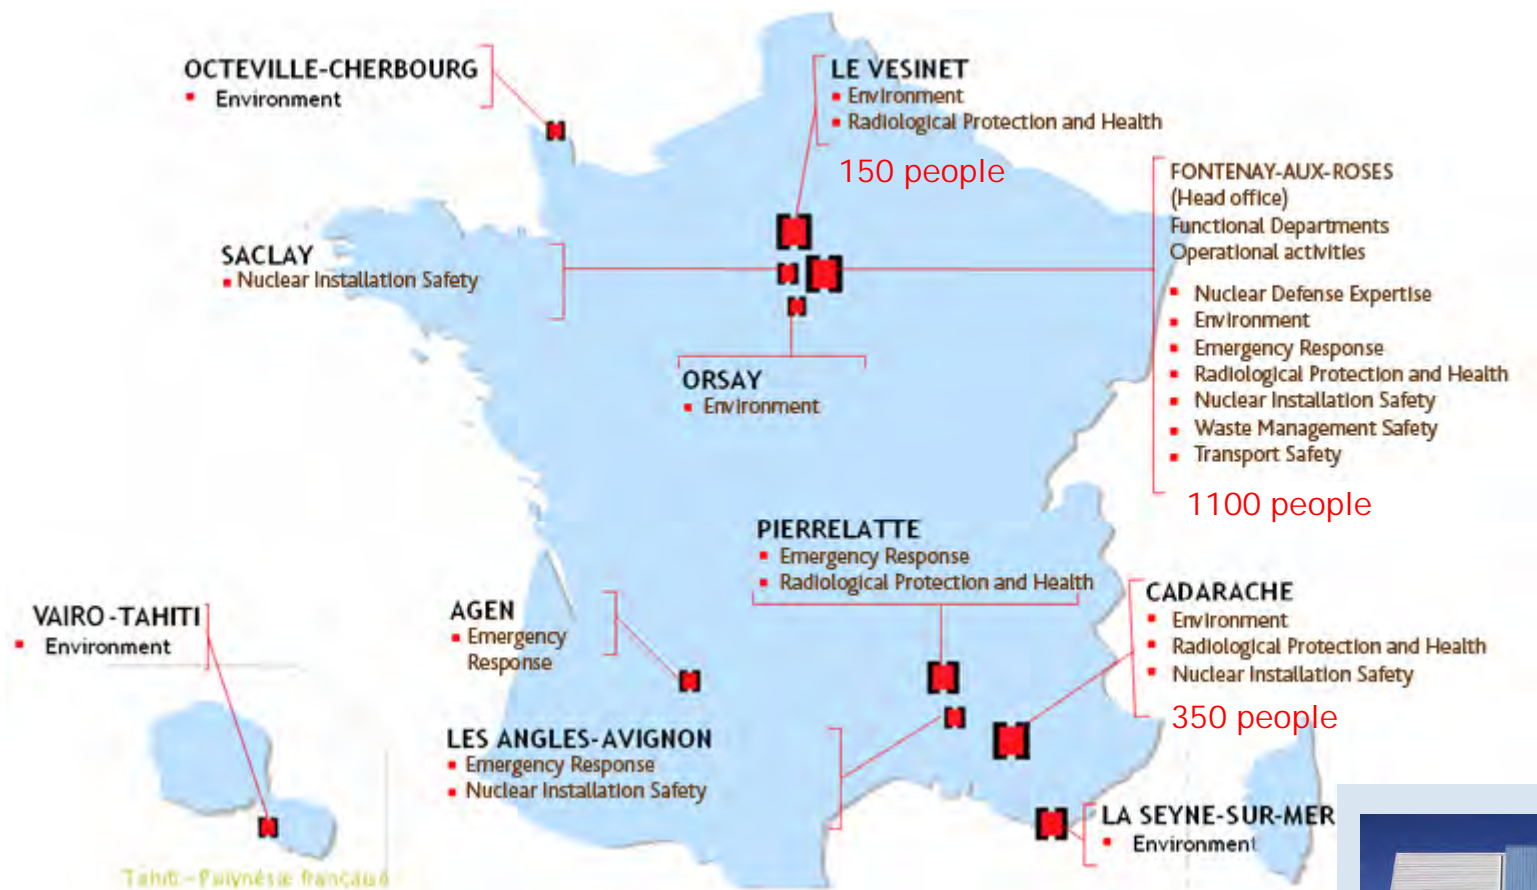 OCTEVILLE-CHERBOURG
Environment
LE VESINET
Environment
Radiological Protection and Health
150 people
FONTENAY-AUX-ROSES
(Head office)
Functional Departments
Operational activities
Nuclear Defense Expertise
Environment
Emergency Response
Radiological Protection and Health
Nuclear Installation Safety
Waste Management Safety
Transport Safety
1100 people
SACLAY
Nuclear Installation Safety
ORSAY
Environment
PIERRELATTE
Emergency Response
Radiological Protection and Health
CADARACHE
Environment
Radiological Protection and Health
Nuclear Installation Safety
350 people
VAIRO-TAHITI
Environment
AGEN
Emergency
Response
LES ANGLES-AVIGNON
Emergency Response
Nuclear Installation Safety
LA SEYNE-SUR-MER
Environment
Tahiti - Polynésie française